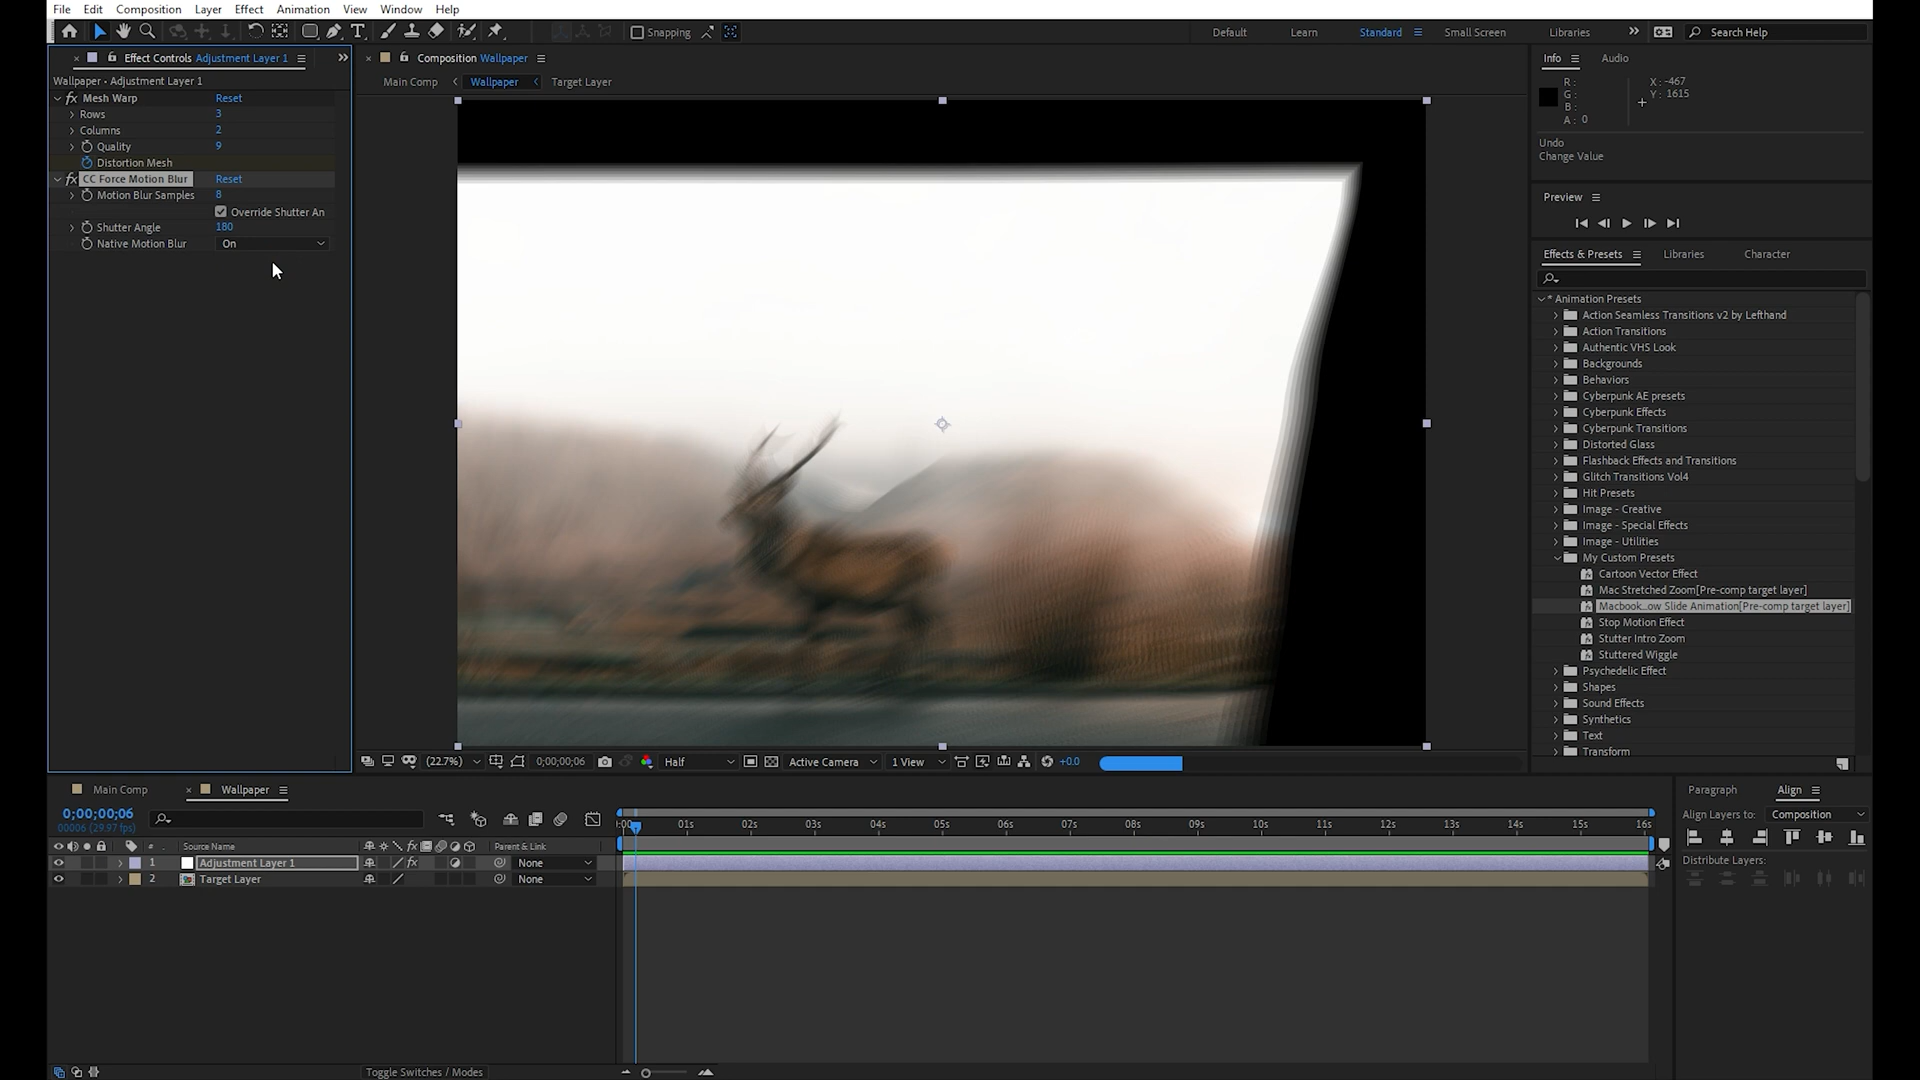 File Edit Composition Layer Effect Animation View Window Help
Snapping
Default Learn Standard Small Screen Libraries Search Help
Effect Controls Adjustment Layer 1
Wallpaper • Adjustment Layer 1
fx Mesh Warp Reset
Rows 3
Columns 2
Quality 9
Distortion Mesh
fx CC Force Motion Blur Reset
Motion Blur Samples 8
Override Shutter An
Shutter Angle 180
Native Motion Blur On
Composition Wallpaper
Main Comp Wallpaper Target Layer
(22.7%) 0;00;00;06 Half Active Camera 1 View +0.0
Info Audio
R :
G :
B :
A : 0
X : -467
Y : 1615
Undo
Change Value
Preview
Effects & Presets Libraries Character
* Animation Presets
Action Seamless Transitions v2 by Lefthand
Action Transitions
Authentic VHS Look
Backgrounds
Behaviors
Cyberpunk AE presets
Cyberpunk Effects
Cyberpunk Transitions
Distorted Glass
Flashback Effects and Transitions
Glitch Transitions Vol4
Hit Presets
Image - Creative
Image - Special Effects
Image - Utilities
My Custom Presets
Cartoon Vector Effect
Mac Stretched Zoom[Pre-comp target layer]
Macbook...ow Slide Animation[Pre-comp target layer]
Stop Motion Effect
Stutter Intro Zoom
Stuttered Wiggle
Psychedelic Effect
Shapes
Sound Effects
Synthetics
Text
Transform
Main Comp Wallpaper
0;00;00;06
00006 (29.97 fps)
# Source Name fx Parent & Link
1 Adjustment Layer 1 fx None
2 Target Layer None
:00 01s 02s 03s 04s 05s 06s 07s 08s 09s 10s 11s 12s 13s 14s 15s 16s
Toggle Switches / Modes
Paragraph Align
Align Layers to: Composition
Distribute Layers: